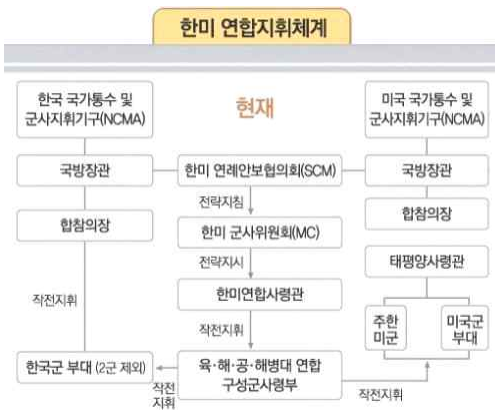 한미 연합지휘체계
현재
한국 국가통수 및
군사지휘기구(NCMA)
미국 국가통수 및
군사지휘기구(NCMA)
국방장관
한미 연례안보협의회(SCM)
국방장관
전략지침
합참의장
한미 군사위원회(MC)
합참의장
전략지시
태평양사령관
한미연합사령관
작전지휘
작전지휘
주한
미군
미국군
부대
한국군 부대 (2군 제외)
육·해·공·해병대 연합
구성군사령부
작전
지휘
작전지휘